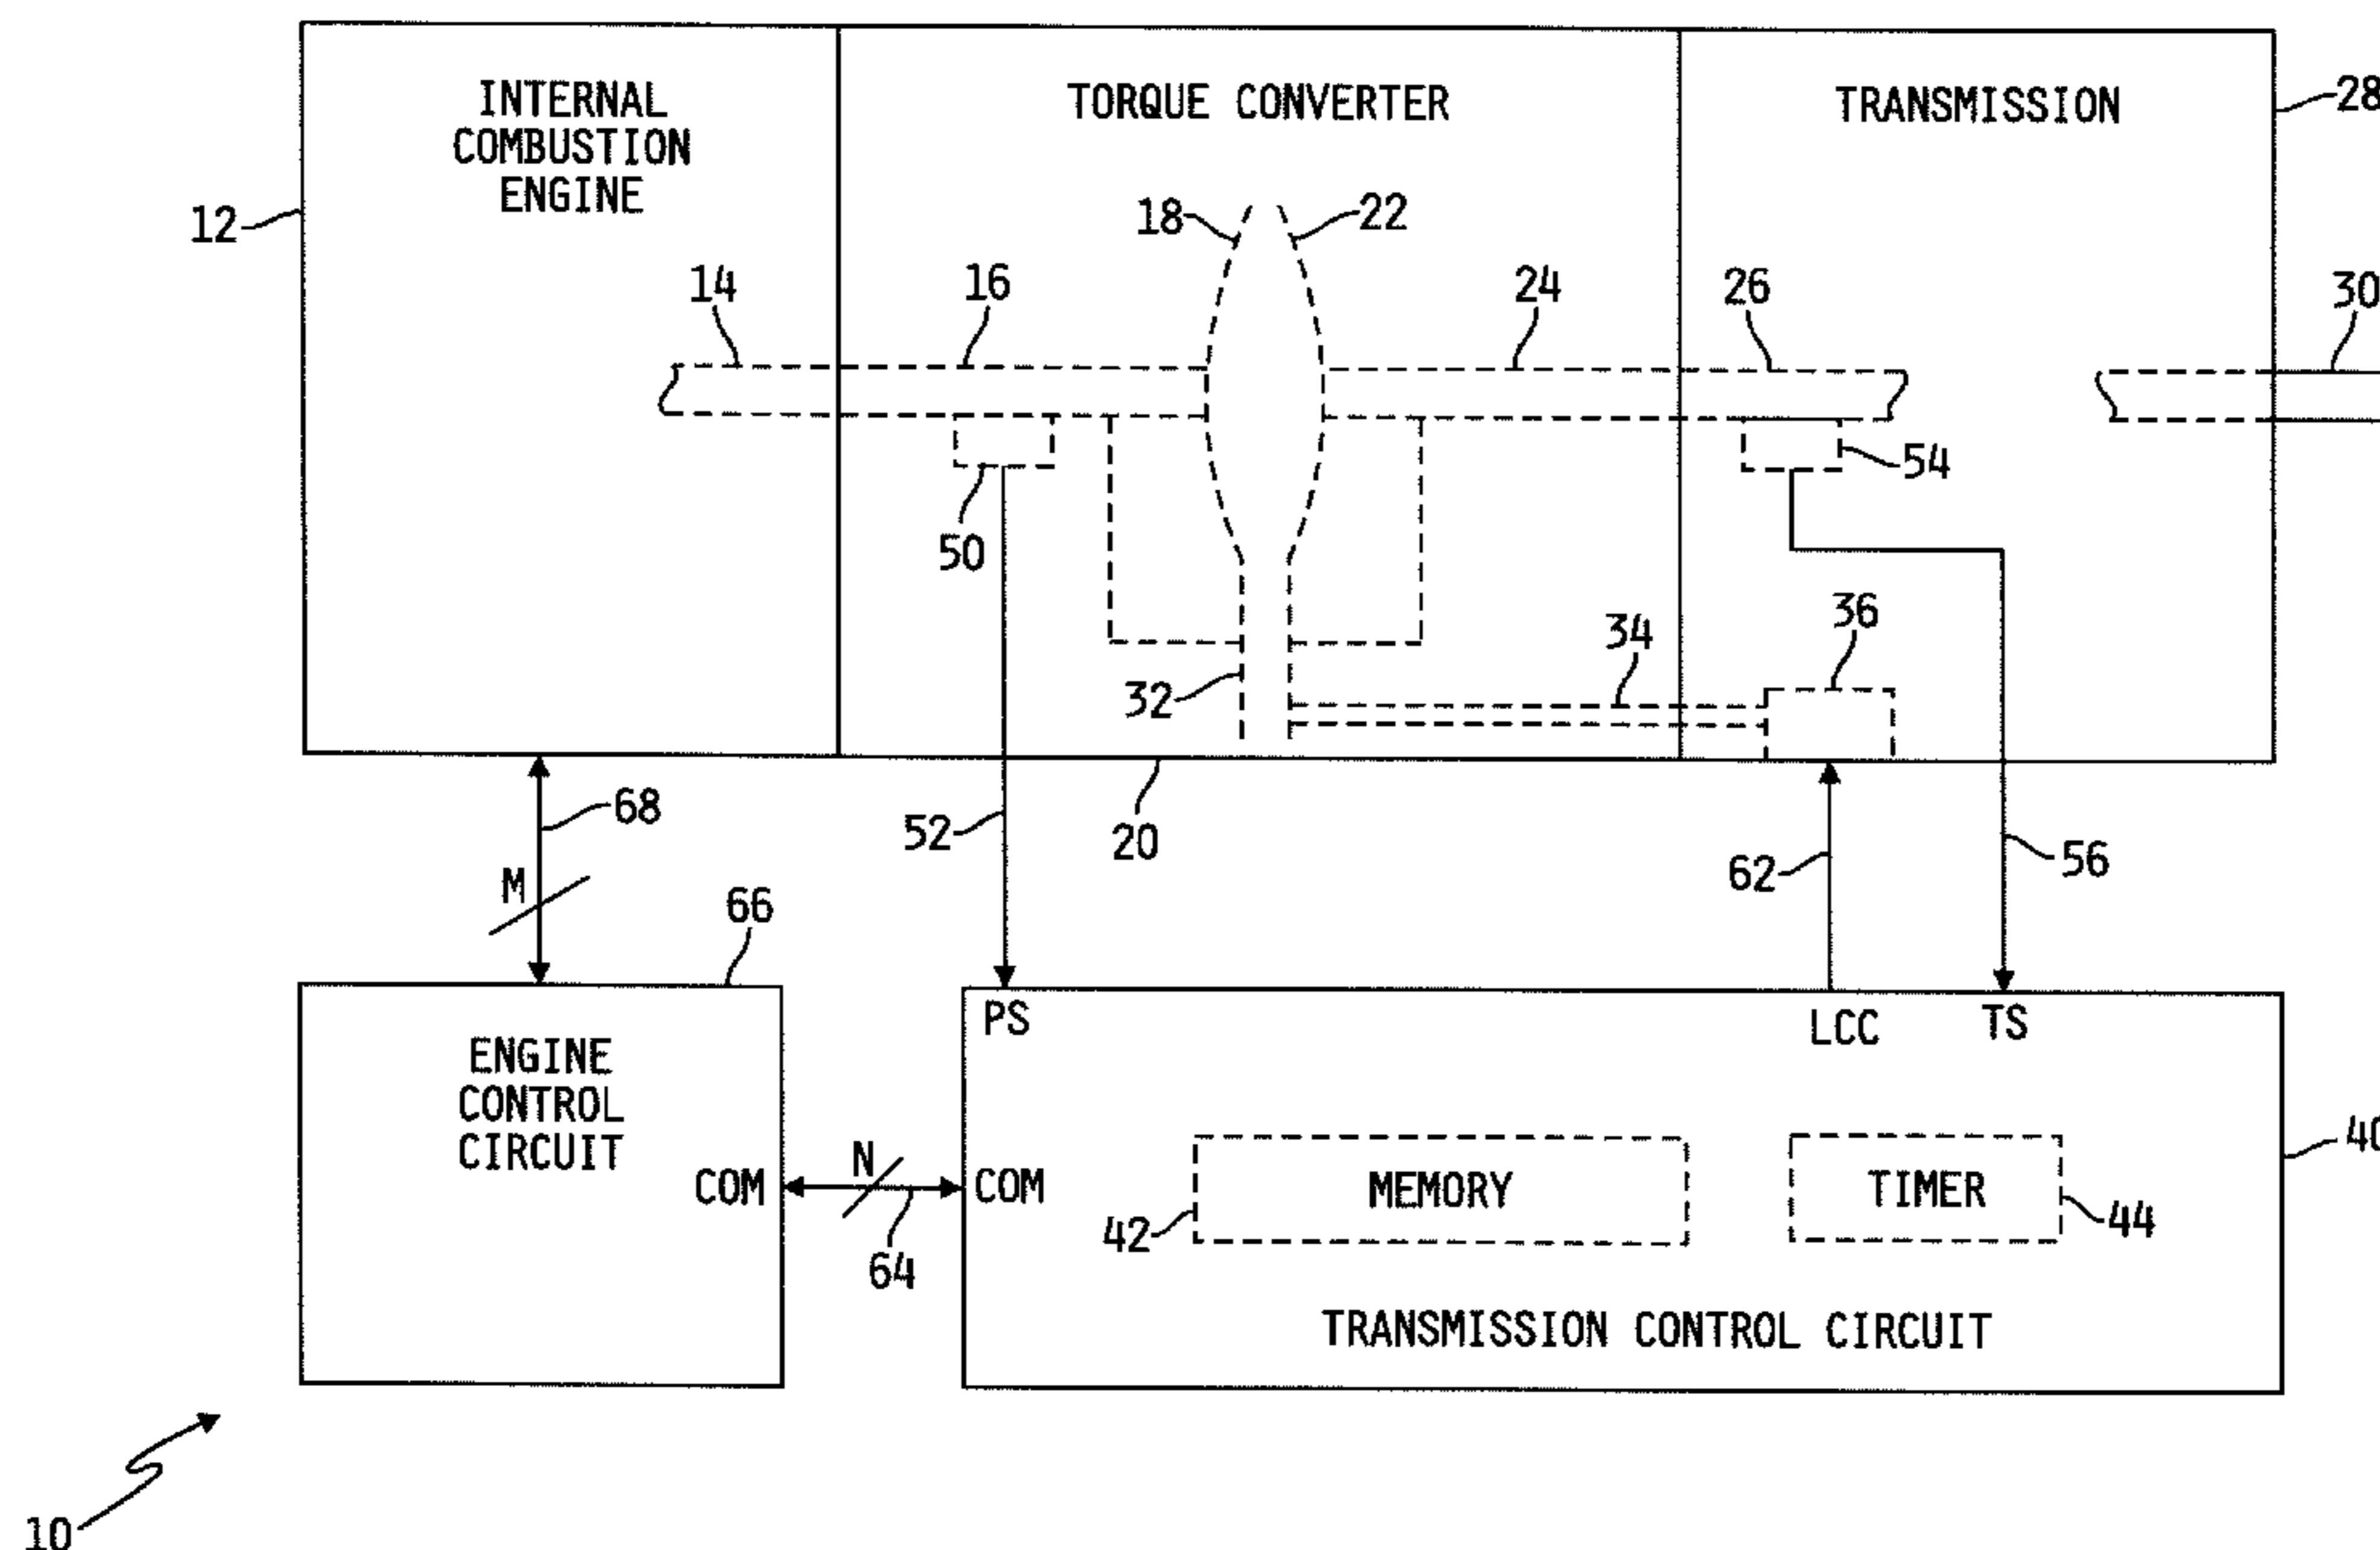 INTERNAL
COMBUSTION
ENGINE
TORQUE CONVERTER
TRANSMISSION
28
12
18
22
14
16
24
26
30
50
54
32
34
36
68
M
52
20
62
56
66
PS
LCC
TS
ENGINE
CONTROL
CIRCUIT
COM
N
64
COM
MEMORY
42
TIMER
44
40
TRANSMISSION CONTROL CIRCUIT
10